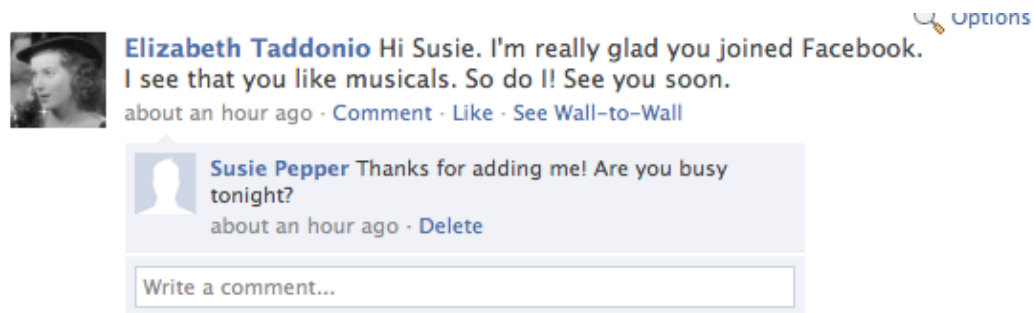 Options
Elizabeth Taddonio Hi Susie. I'm really glad you joined Facebook.
I see that you like musicals. So do I! See you soon.
about an hour ago · Comment · Like · See Wall-to-Wall
Susie Pepper Thanks for adding me! Are you busy
tonight?
about an hour ago · Delete
Write a comment...